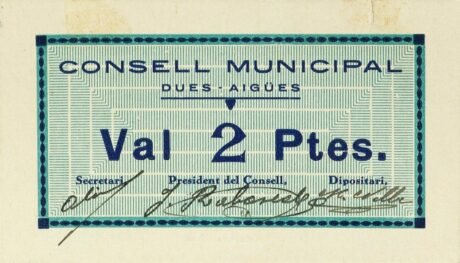 CONSELL MUNICIPAL
DUES - AIGÜES
Val 2 Ptes.
Secretari, President del Consell, Dipositari,